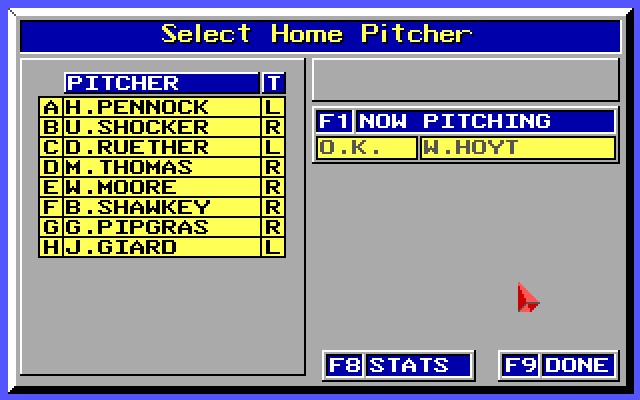 Select Home Pitcher
PITCHER T
A H.PENNOCK L
B U.SHOCKER R
C D.RUETHER L
D M.THOMAS R
E W.MOORE R
F B.SHAWKEY R
G G.PIPGRAS R
H J.GIARD L
F1 NOW PITCHING
O.K. W.HOYT
F8 STATS F9 DONE